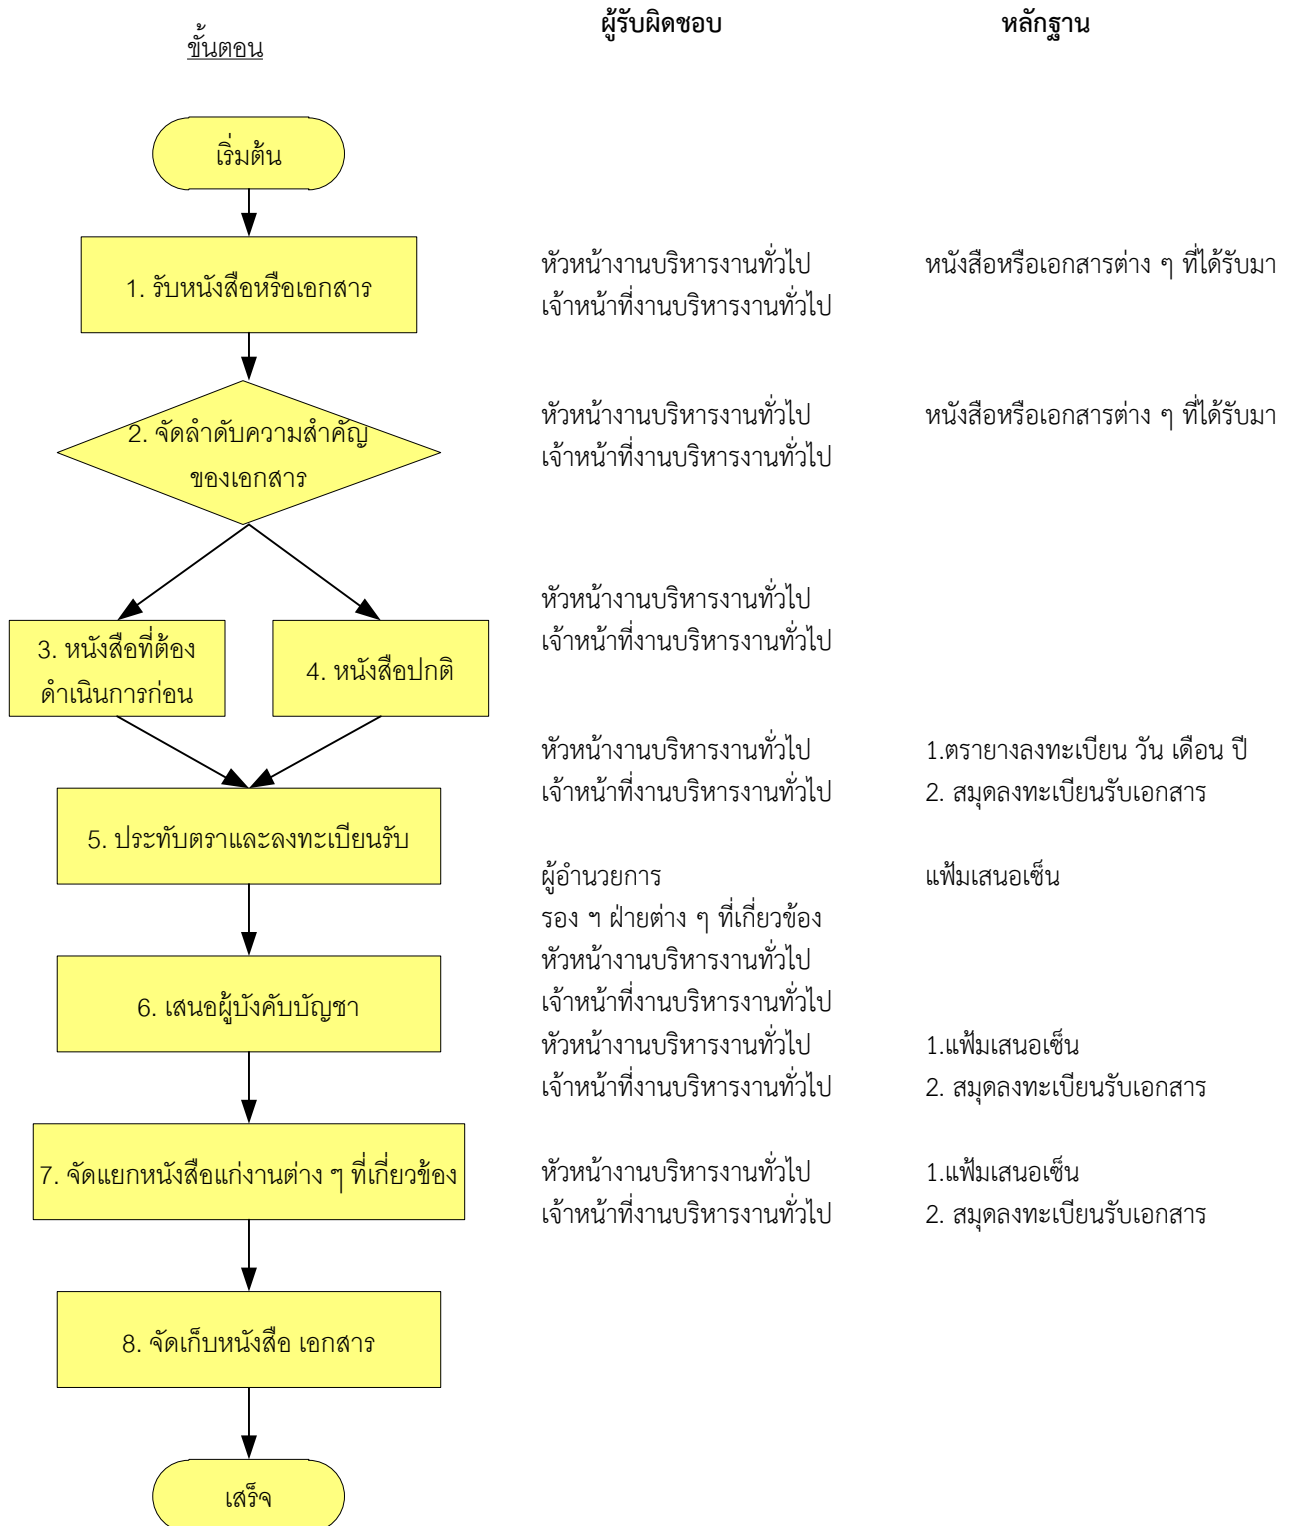 ผู้รับผิดชอบ
หลักฐาน
ขั้นตอน
เริ่มต้น
1. รับหนังสือหรือเอกสาร
หัวหน้างานบริหารงานทั่วไป
หนังสือหรือเอกสารต่าง ๆ ที่ได้รับมา
เจ้าหน้าที่งานบริหารงานทั่วไป
2. จัดลำดับความสำคัญ
ของเอกสาร
หัวหน้างานบริหารงานทั่วไป
หนังสือหรือเอกสารต่าง ๆ ที่ได้รับมา
เจ้าหน้าที่งานบริหารงานทั่วไป
หัวหน้างานบริหารงานทั่วไป
เจ้าหน้าที่งานบริหารงานทั่วไป
3. หนังสือที่ต้อง
ดำเนินการก่อน
4. หนังสือปกติ
หัวหน้างานบริหารงานทั่วไป
1.ตรายางลงทะเบียน วัน เดือน ปี
เจ้าหน้าที่งานบริหารงานทั่วไป
2. สมุดลงทะเบียนรับเอกสาร
5. ประทับตราและลงทะเบียนรับ
ผู้อำนวยการ
แฟ้มเสนอเซ็น
รอง ฯ ฝ่ายต่าง ๆ ที่เกี่ยวข้อง
หัวหน้างานบริหารงานทั่วไป
เจ้าหน้าที่งานบริหารงานทั่วไป
6. เสนอผู้บังคับบัญชา
หัวหน้างานบริหารงานทั่วไป
1.แฟ้มเสนอเซ็น
เจ้าหน้าที่งานบริหารงานทั่วไป
2. สมุดลงทะเบียนรับเอกสาร
7. จัดแยกหนังสือแก่งานต่าง ๆ ที่เกี่ยวข้อง
หัวหน้างานบริหารงานทั่วไป
1.แฟ้มเสนอเซ็น
เจ้าหน้าที่งานบริหารงานทั่วไป
2. สมุดลงทะเบียนรับเอกสาร
8. จัดเก็บหนังสือ เอกสาร
เสร็จ